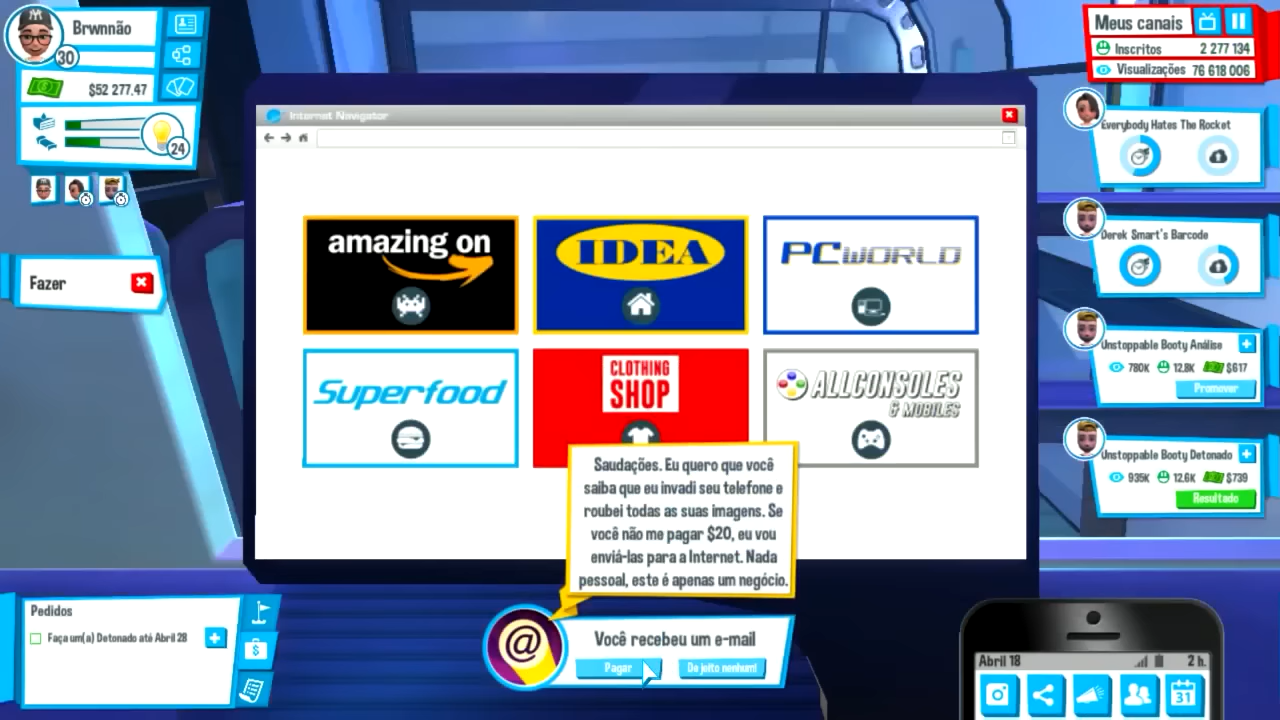 Brwnnão
30
$52 277.47
24
Fazer
Internet Navigator
amazing on
IDEA
PCWORLD
Superfood
CLOTHING
SHOP
ALLCONSOLES
& MOBILES
Saudações. Eu quero que você
saiba que eu invadi seu telefone e
roubei todas as suas imagens. Se
você não me pagar $20, eu vou
enviá-las para a Internet. Nada
pessoal, este é apenas um negócio.
@
Você recebeu um e-mail
Pagar
De jeito nenhum!
Pedidos
Faça um(a) Detonado até Abril 28
Meus canais
Inscritos 2 277 134
Visualizações 76 618 006
Everybody Hates The Rocket
Derek Smart's Barcode
Unstoppable Booty Análise
780K 12.8K $617
Promover
Unstoppable Booty Detonado
935K 12.6K $739
Resultado
Abril 18 2 h.
31